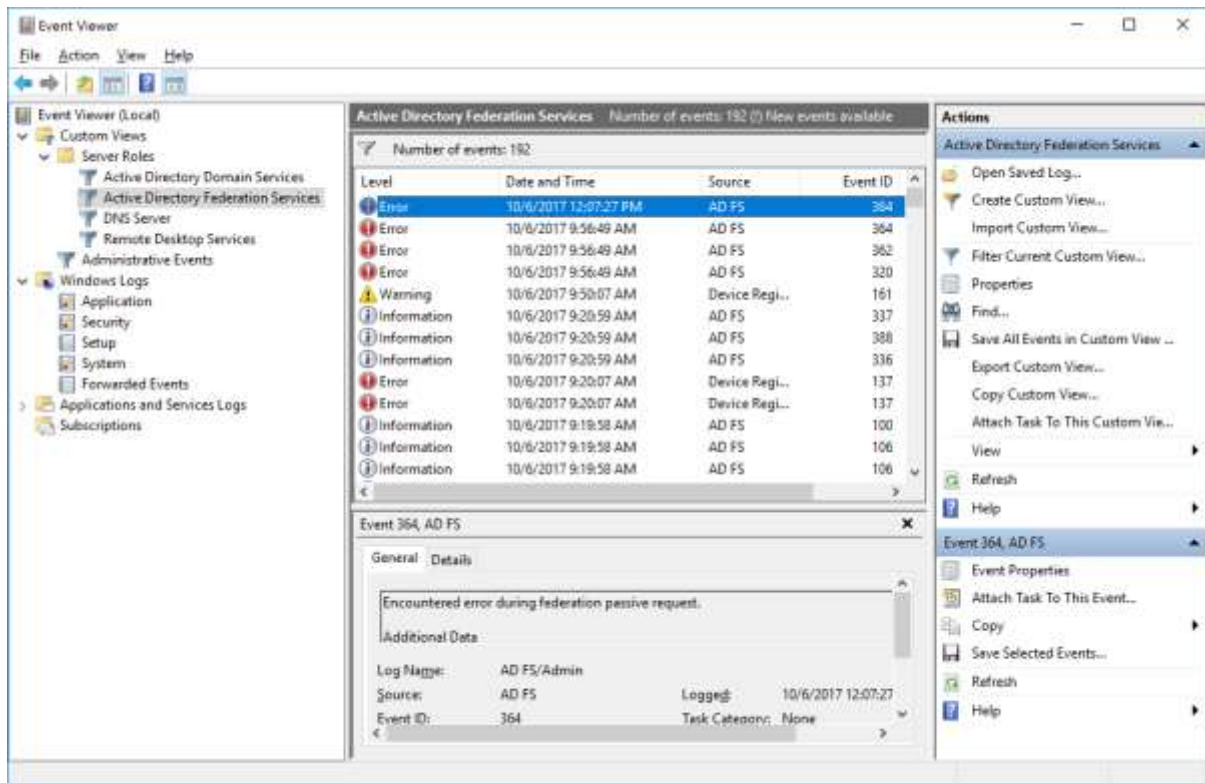 Event Viewer
File Action View Help
Event Viewer (Local)
Custom Views
Server Roles
Active Directory Domain Services
Active Directory Federation Services
DNS Server
Remote Desktop Services
Administrative Events
Windows Logs
Application
Security
Setup
System
Forwarded Events
Applications and Services Logs
Subscriptions
Active Directory Federation Services Number of events: 192 (!) New events available
Number of events: 192
Level Date and Time Source Event ID
Error 10/6/2017 12:07:27 PM AD FS 364
Error 10/6/2017 9:56:49 AM AD FS 364
Error 10/6/2017 9:56:49 AM AD FS 362
Error 10/6/2017 9:56:49 AM AD FS 320
Warning 10/6/2017 9:50:07 AM Device Regi... 161
Information 10/6/2017 9:20:59 AM AD FS 337
Information 10/6/2017 9:20:59 AM AD FS 388
Information 10/6/2017 9:20:59 AM AD FS 336
Error 10/6/2017 9:20:07 AM Device Regi... 137
Error 10/6/2017 9:20:07 AM Device Regi... 137
Information 10/6/2017 9:19:58 AM AD FS 100
Information 10/6/2017 9:19:58 AM AD FS 106
Information 10/6/2017 9:19:58 AM AD FS 106
Event 364, AD FS
General Details
Encountered error during federation passive request.
Additional Data
Log Name: AD FS/Admin
Source: AD FS Logged: 10/6/2017 12:07:27
Event ID: 364 Task Category: None
Actions
Active Directory Federation Services
Open Saved Log...
Create Custom View...
Import Custom View...
Filter Current Custom View...
Properties
Find...
Save All Events in Custom View ...
Export Custom View...
Copy Custom View...
Attach Task To This Custom Vie...
View
Refresh
Help
Event 364, AD FS
Event Properties
Attach Task To This Event...
Copy
Save Selected Events...
Refresh
Help